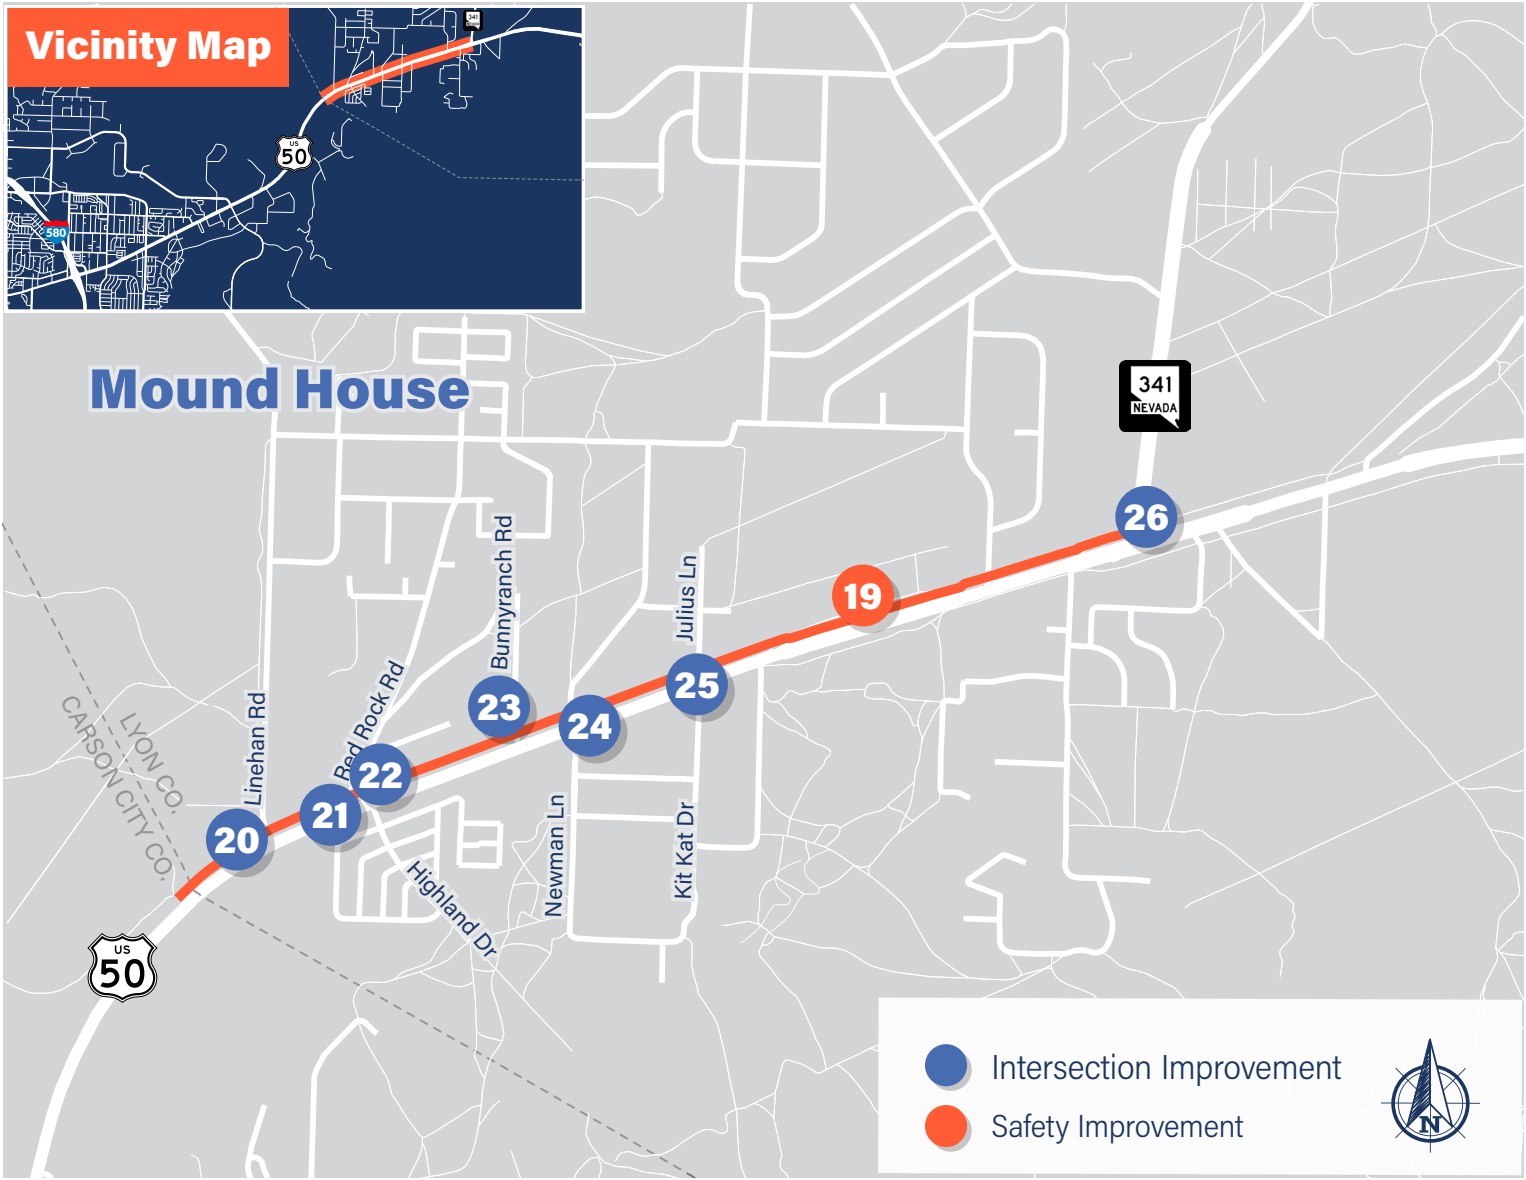 Vicinity Map
341
NEVADA
US
50
580
Mound House
341
NEVADA
26
Bunnyranch Rd
Julius Ln
19
Red Rock Rd
25
23
24
Linehan Rd
LYON CO.
CARSON CITY CO.
22
21
20
Newman Ln
Kit Kat Dr
Highland Dr
US
50
Intersection Improvement
Safety Improvement
N